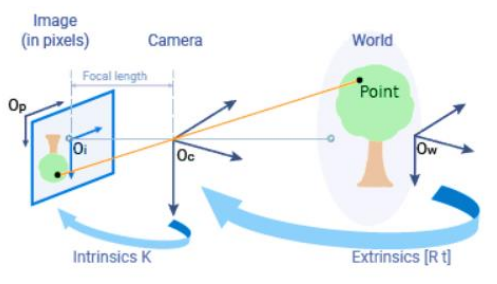 Image
(in pixels)
Camera
World
Focal length
Point
Op
Oi
Oc
Ow
Intrinsics K
Extrinsics [R t]